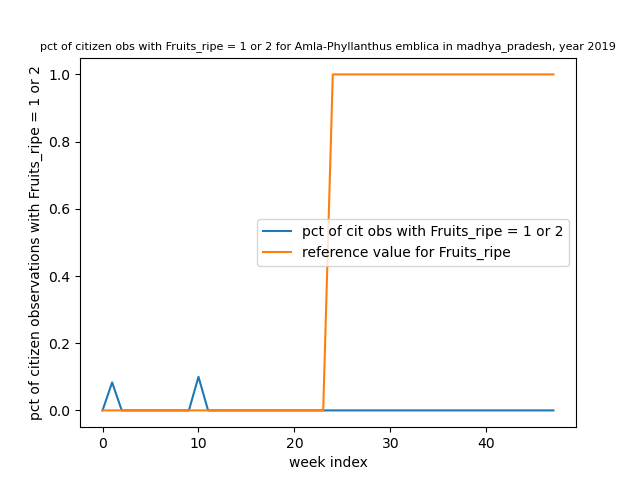 pct of citizen obs with Fruits_ripe = 1 or 2 for Amla-Phyllanthus emblica in madhya_pradesh, year 2019
pct of citizen observations with Fruits_ripe = 1 or 2
1.0
0.8
0.6
0.4
0.2
0.0
pct of cit obs with Fruits_ripe = 1 or 2
reference value for Fruits_ripe
0 10 20 30 40
week index